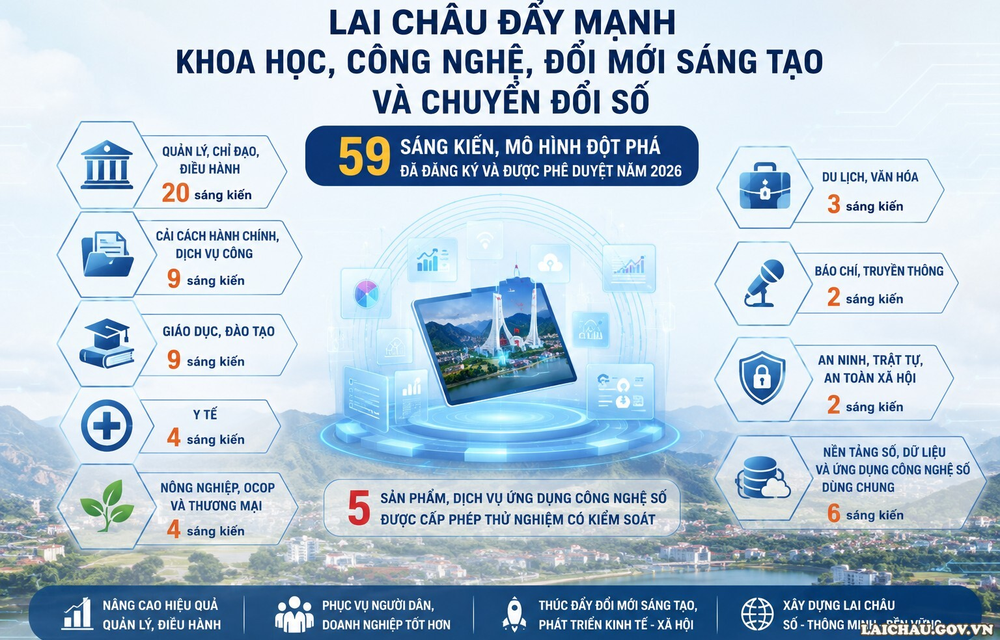 LAI CHÂU ĐẨY MẠNH
KHOA HỌC, CÔNG NGHỆ, ĐỔI MỚI SÁNG TẠO
VÀ CHUYỂN ĐỔI SỐ
59 SÁNG KIẾN, MÔ HÌNH ĐỘT PHÁ
ĐÃ ĐĂNG KÝ VÀ ĐƯỢC PHÊ DUYỆT NĂM 2026
QUẢN LÝ, CHỈ ĐẠO,
ĐIỀU HÀNH
20 sáng kiến
CẢI CÁCH HÀNH CHÍNH,
DỊCH VỤ CÔNG
9 sáng kiến
GIÁO DỤC, ĐÀO TẠO
9 sáng kiến
Y TẾ
4 sáng kiến
NÔNG NGHIỆP, OCOP
VÀ THƯƠNG MẠI
4 sáng kiến
DU LỊCH, VĂN HÓA
3 sáng kiến
BÁO CHÍ, TRUYỀN THÔNG
2 sáng kiến
AN NINH, TRẬT TỰ,
AN TOÀN XÃ HỘI
2 sáng kiến
NỀN TẢNG SỐ, DỮ LIỆU
VÀ ỨNG DỤNG CÔNG NGHỆ SỐ
DÙNG CHUNG
6 sáng kiến
5 SẢN PHẨM, DỊCH VỤ ỨNG DỤNG CÔNG NGHỆ SỐ
ĐƯỢC CẤP PHÉP THỬ NGHIỆM CÓ KIỂM SOÁT
NÂNG CAO HIỆU QUẢ
QUẢN LÝ, ĐIỀU HÀNH
PHỤC VỤ NGƯỜI DÂN,
DOANH NGHIỆP TỐT HƠN
THÚC ĐẨY ĐỔI MỚI SÁNG TẠO,
PHÁT TRIỂN KINH TẾ - XÃ HỘI
XÂY DỰNG LAI CHÂU
SỐ - THÔNG MINH - BỀN VỮNG
LAICHAU.GOV.VN